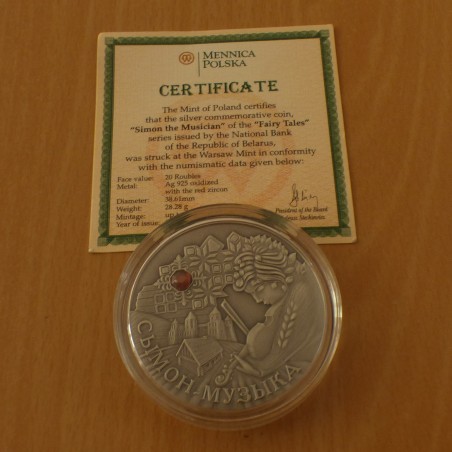 MENNICA
POLSKA
CERTIFICATE
The Mint of Poland certifies
that the silver commemorative coin,
"Simon the Musician" of the "Fairy Tales"
series issued by the National Bank
of the Republic of Belarus,
was struck at the Warsaw Mint in conformity
with the numismatic data given below:
Face value: 20 Roubles
Metal: Ag 925 oxidized
with the red zircon
Diameter: 38,61mm
Weight: 28.28 g
Mintage: up
Year of issue:
President of the Board
СЫМОН-МУЗЫКА